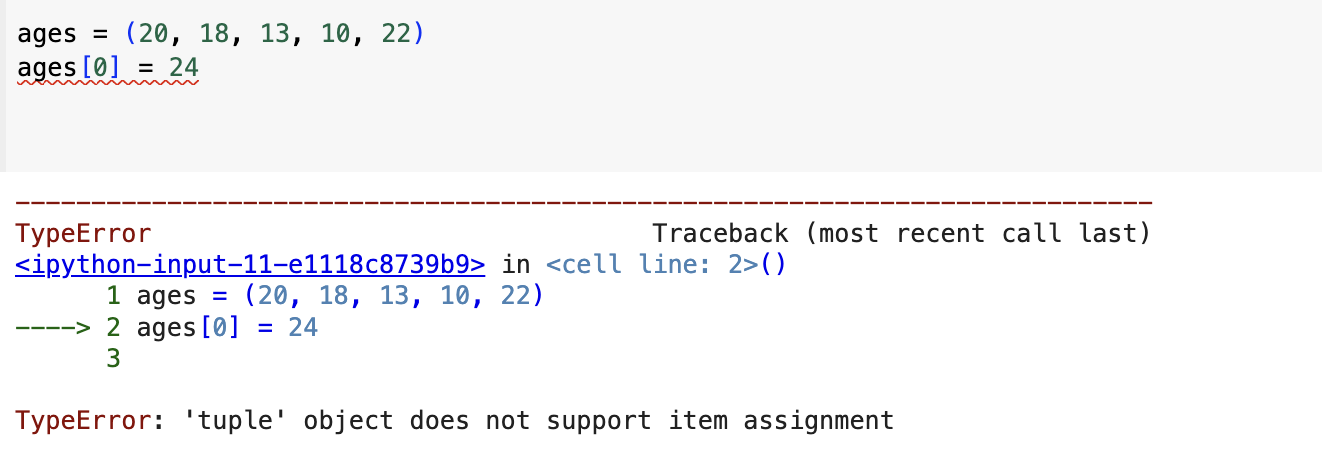 ages = (20, 18, 13, 10, 22)
ages[0] = 24
---------------------------------------------------------------------------
TypeError                                 Traceback (most recent call last)
<ipython-input-11-e1118c8739b9> in <cell line: 2>()
      1 ages = (20, 18, 13, 10, 22)
----> 2 ages[0] = 24
      3
TypeError: 'tuple' object does not support item assignment